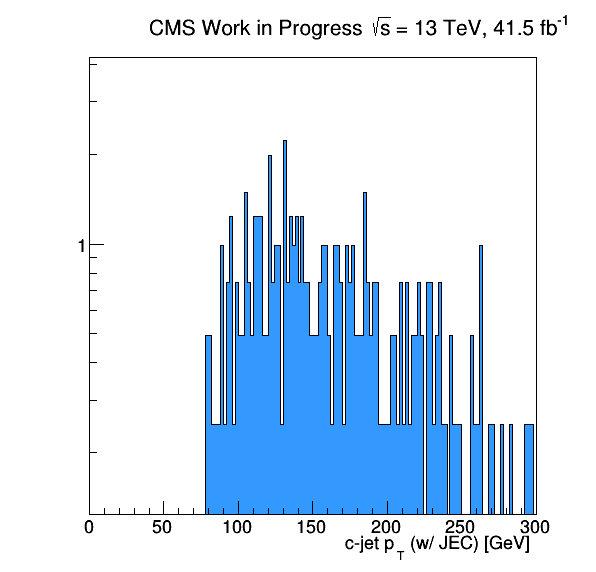 CMS Work in Progress √s = 13 TeV, 41.5 fb-1
1
0 50 100 150 200 250 300
c-jet pT (w/ JEC) [GeV]